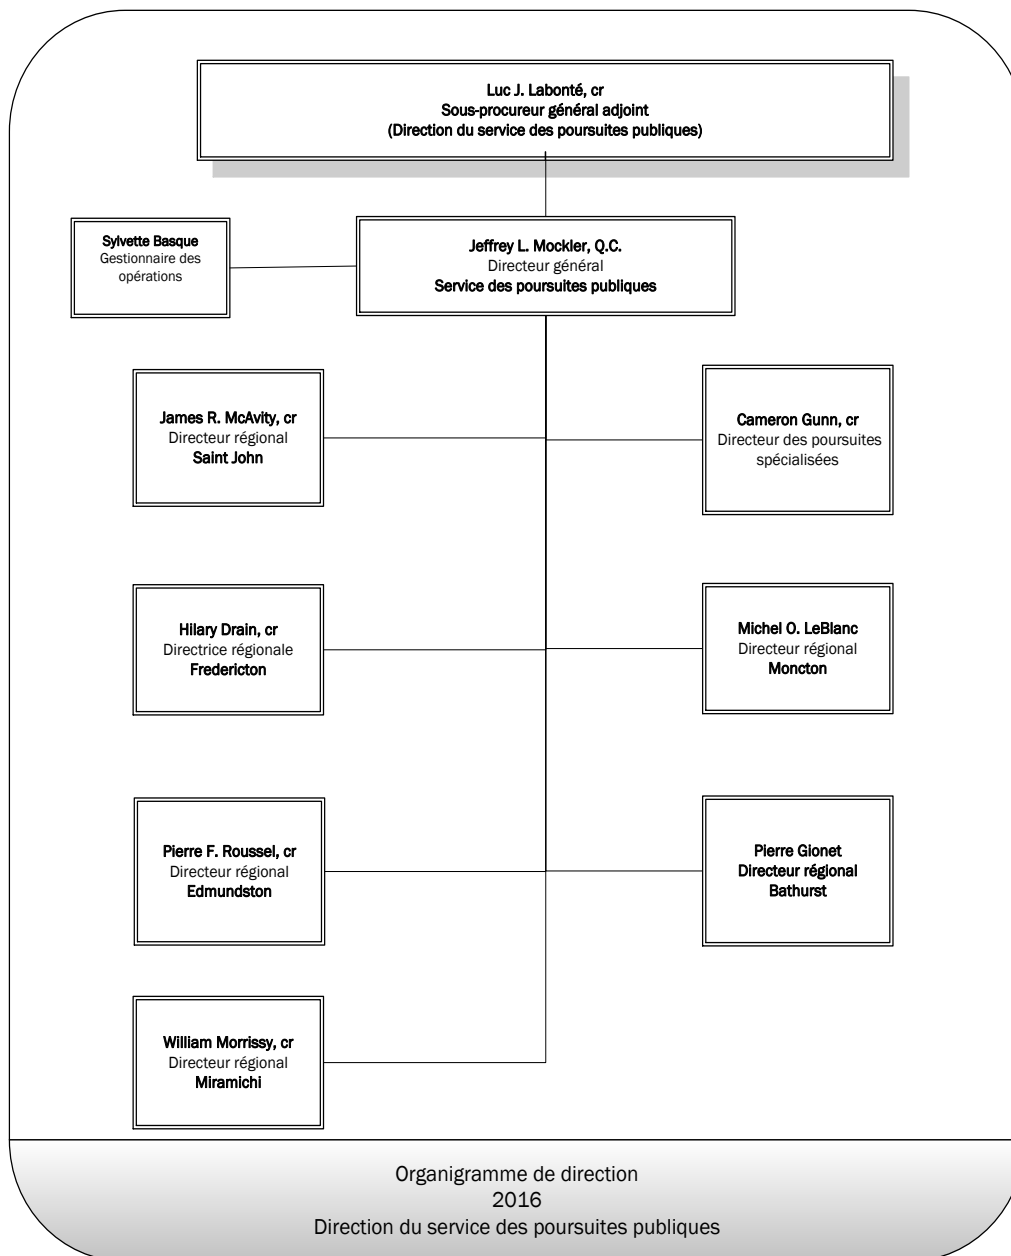 Luc J. Labonté, cr
Sous-procureur général adjoint
(Direction du service des poursuites publiques)
Sylvette Basque
Gestionnaire des
opérations
Jeffrey L. Mockler, Q.C.
Directeur général
Service des poursuites publiques
James R. McAvity, cr
Directeur régional
Saint John
Cameron Gunn, cr
Directeur des poursuites
spécialisées
Hilary Drain, cr
Directrice régionale
Fredericton
Michel O. LeBlanc
Directeur régional
Moncton
Pierre F. Roussel, cr
Directeur régional
Edmundston
Pierre Gionet
Directeur régional
Bathurst
William Morrissy, cr
Directeur régional
Miramichi
Organigramme de direction
2016
Direction du service des poursuites publiques